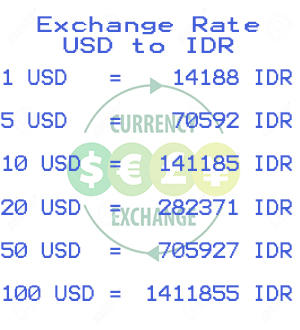 Exchange Rate
USD to IDR
1 USD = 14188 IDR
5 USD = 70592 IDR
CURRENCY
10 USD = 141185 IDR
$ € £ ¥
20 USD = 282371 IDR
EXCHANGE
50 USD = 705927 IDR
100 USD = 1411855 IDR